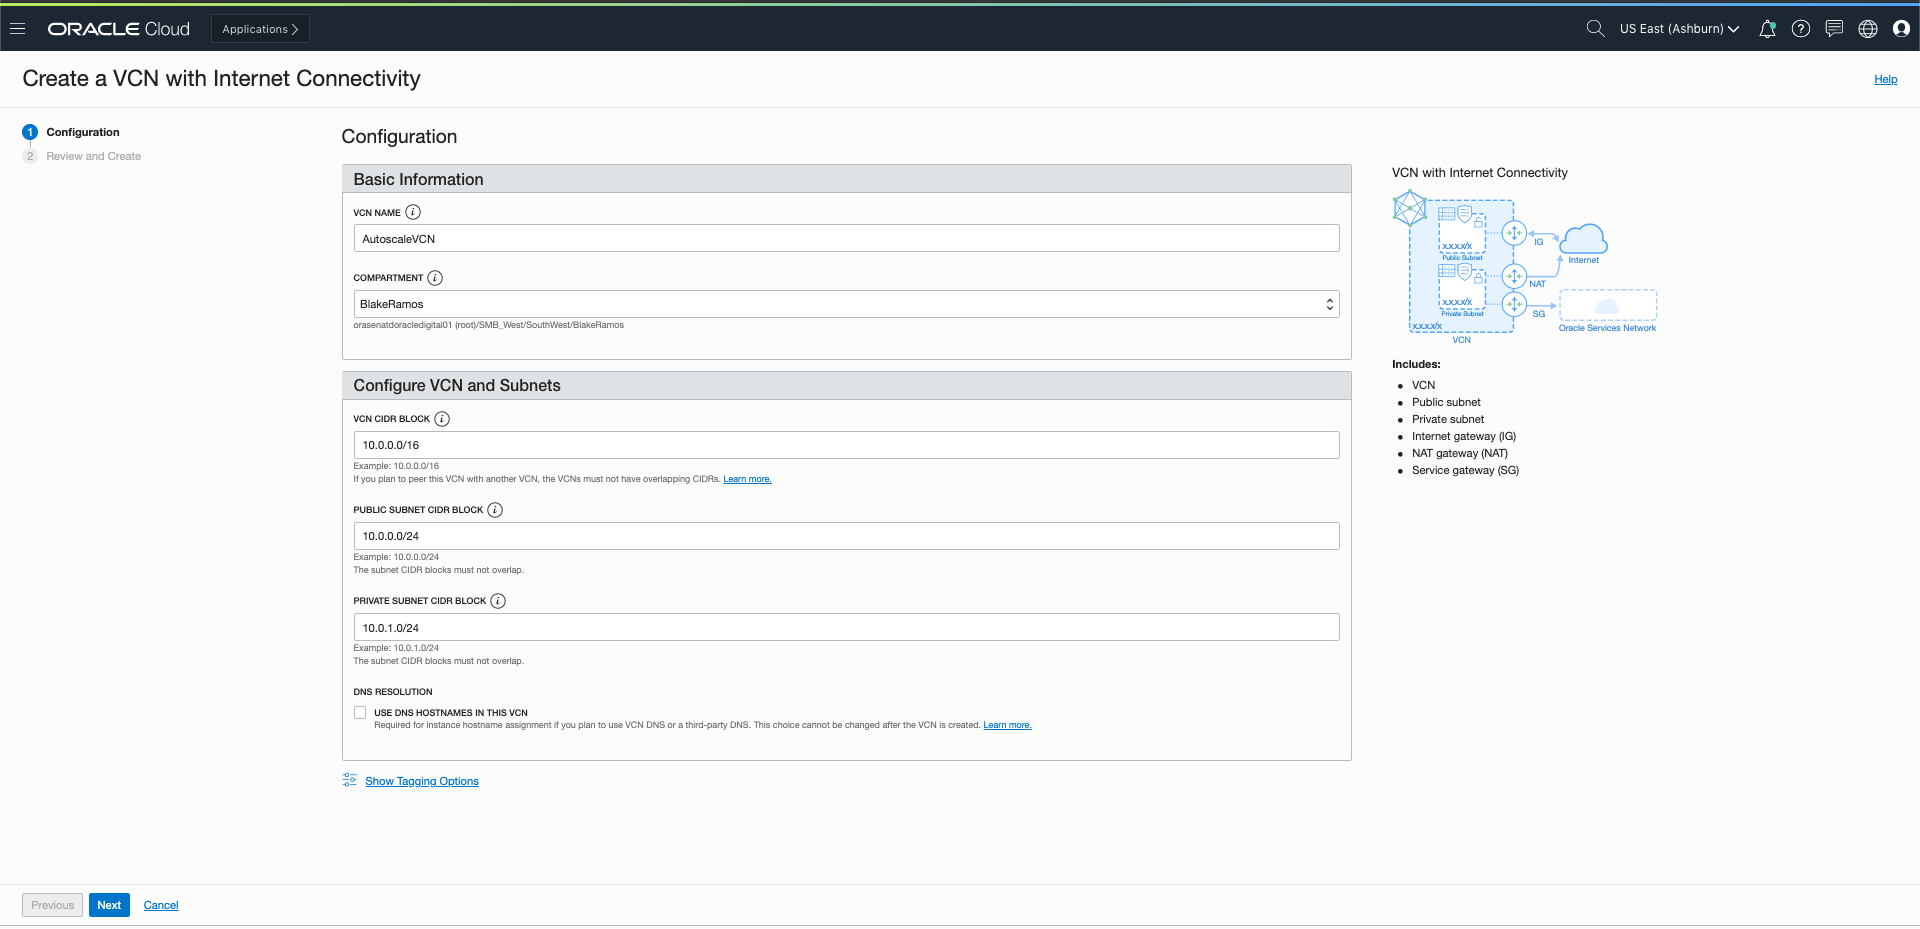 ORACLE Cloud
Applications
US East (Ashburn)
Create a VCN with Internet Connectivity
Help
1 Configuration
2 Review and Create
Configuration
Basic Information
VCN NAME i
AutoscaleVCN
COMPARTMENT i
BlakeRamos
orasenatdoracledigital01 (root)/SMB_West/SouthWest/BlakeRamos
Configure VCN and Subnets
VCN CIDR BLOCK i
10.0.0.0/16
Example: 10.0.0.0/16
If you plan to peer this VCN with another VCN, the VCNs must not have overlapping CIDRs. Learn more.
PUBLIC SUBNET CIDR BLOCK i
10.0.0.0/24
Example: 10.0.0.0/24
The subnet CIDR blocks must not overlap.
PRIVATE SUBNET CIDR BLOCK i
10.0.1.0/24
Example: 10.0.1.0/24
The subnet CIDR blocks must not overlap.
DNS RESOLUTION
USE DNS HOSTNAMES IN THIS VCN
Required for instance hostname assignment if you plan to use VCN DNS or a third-party DNS. This choice cannot be changed after the VCN is created. Learn more.
Show Tagging Options
VCN with Internet Connectivity
X.X.X.X/X
Public Subnet
IG
Internet
X.X.X.X/X
Private Subnet
NAT
SG
Oracle Services Network
X.X.X.X/X
VCN
Includes:
VCN
Public subnet
Private subnet
Internet gateway (IG)
NAT gateway (NAT)
Service gateway (SG)
Previous
Next
Cancel